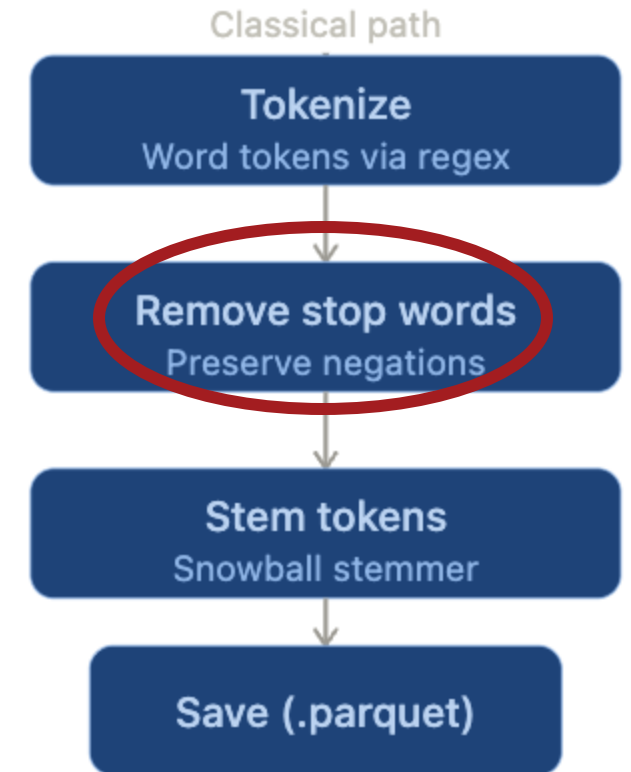 Classical path
Tokenize
Word tokens via regex
Remove stop words
Preserve negations
Stem tokens
Snowball stemmer
Save (.parquet)